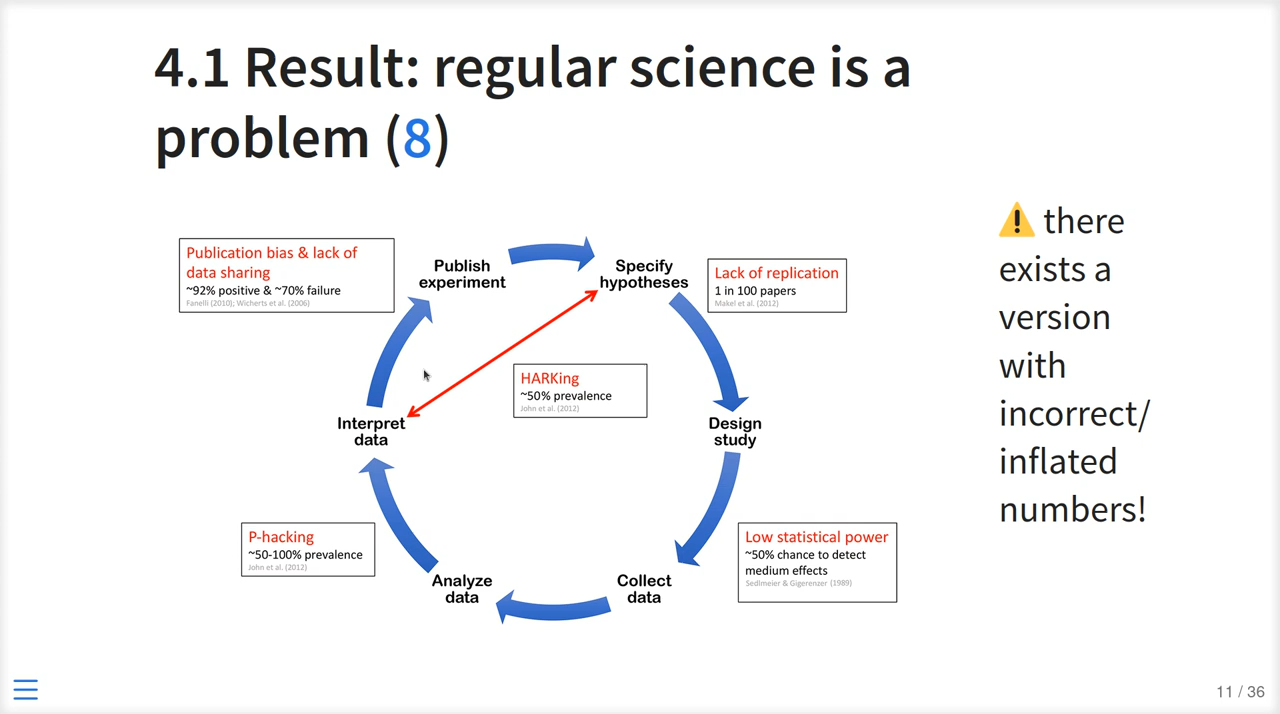 4.1 Result: regular science is a
problem (8)
Publication bias & lack of
data sharing
~92% positive & ~70% failure
Fanelli (2010); Wicherts et al. (2006)
Publish
experiment
Specify
hypotheses
Lack of replication
1 in 100 papers
Makel et al. (2012)
HARKing
~50% prevalence
John et al. (2012)
Interpret
data
Design
study
P-hacking
~50-100% prevalence
John et al. (2012)
Analyze
data
Collect
data
Low statistical power
~50% chance to detect
medium effects
Sedlmeier & Gigerenzer (1989)
⚠️ there
exists a
version
with
incorrect/
inflated
numbers!
11 / 36